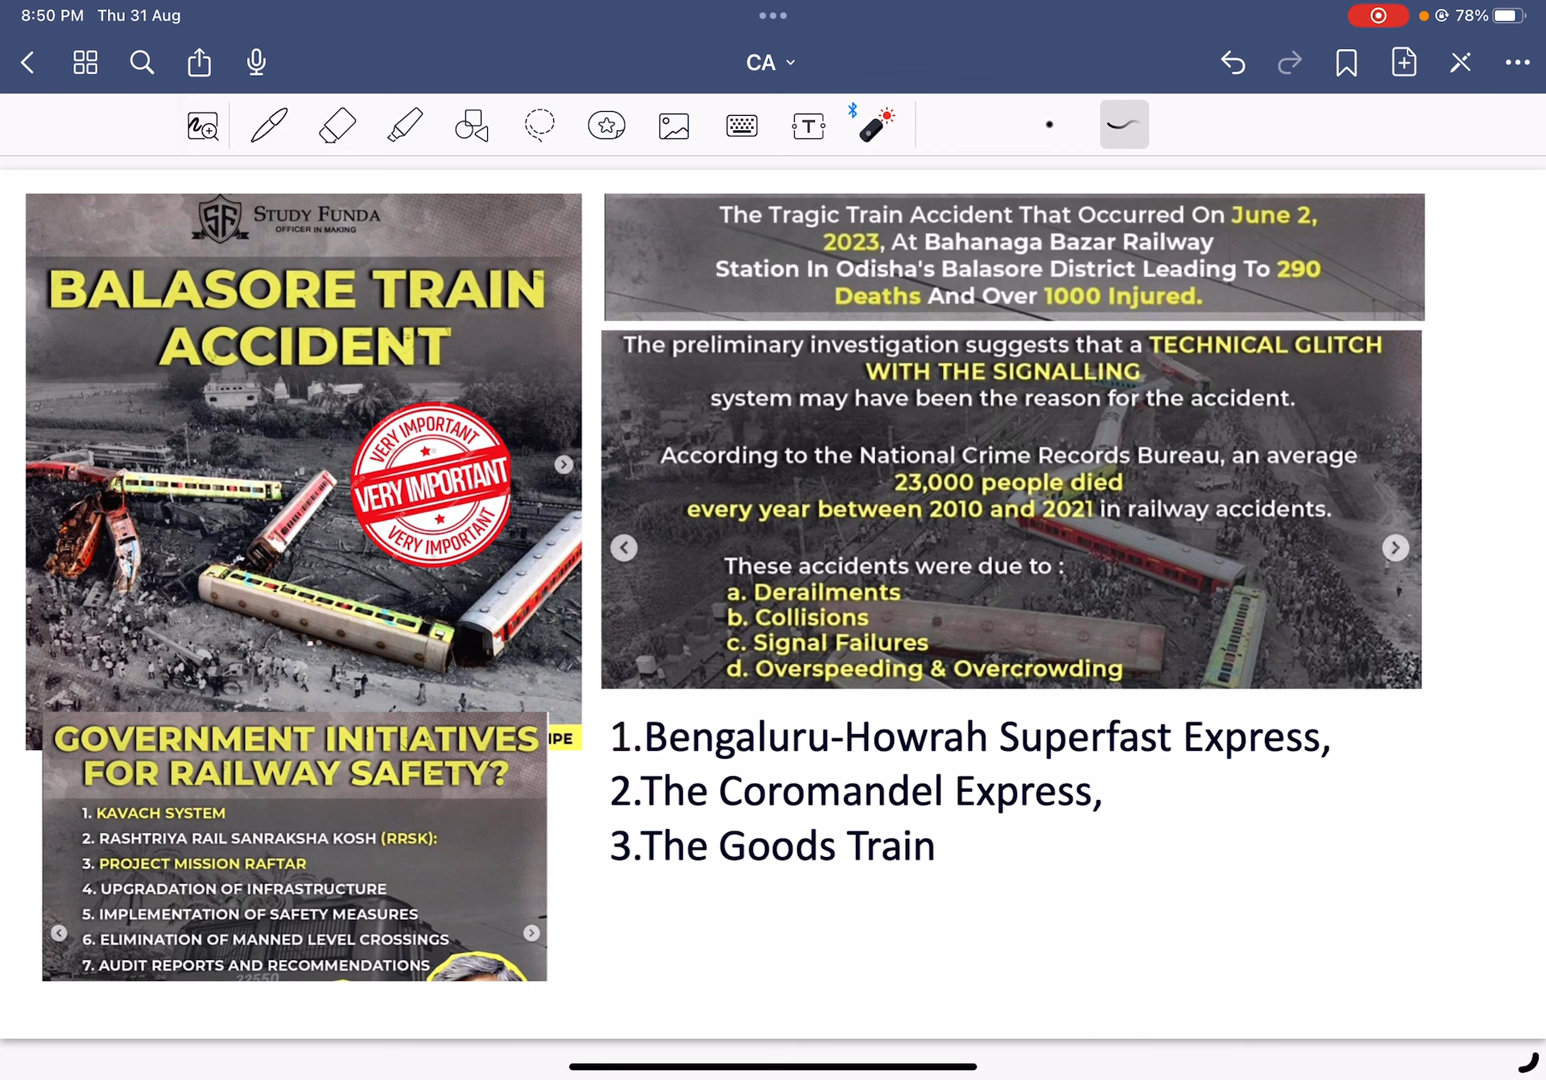 8:50 PM Thu 31 Aug
78%
CA
T
SF STUDY FUNDA
OFFICER IN MAKING
BALASORE TRAIN
ACCIDENT
VERY IMPORTANT
VERY IMPORTANT
VERY IMPORTANT
IPE
GOVERNMENT INITIATIVES
FOR RAILWAY SAFETY?
1. KAVACH SYSTEM
2. RASHTRIYA RAIL SANRAKSHA KOSH (RRSK):
3. PROJECT MISSION RAFTAR
4. UPGRADATION OF INFRASTRUCTURE
5. IMPLEMENTATION OF SAFETY MEASURES
6. ELIMINATION OF MANNED LEVEL CROSSINGS
7. AUDIT REPORTS AND RECOMMENDATIONS
22550
The Tragic Train Accident That Occurred On June 2,
2023, At Bahanaga Bazar Railway
Station In Odisha's Balasore District Leading To 290
Deaths And Over 1000 Injured.
The preliminary investigation suggests that a TECHNICAL GLITCH
WITH THE SIGNALLING
system may have been the reason for the accident.
According to the National Crime Records Bureau, an average
23,000 people died
every year between 2010 and 2021 in railway accidents.
These accidents were due to :
a. Derailments
b. Collisions
c. Signal Failures
d. Overspeeding & Overcrowding
1.Bengaluru-Howrah Superfast Express,
2.The Coromandel Express,
3.The Goods Train